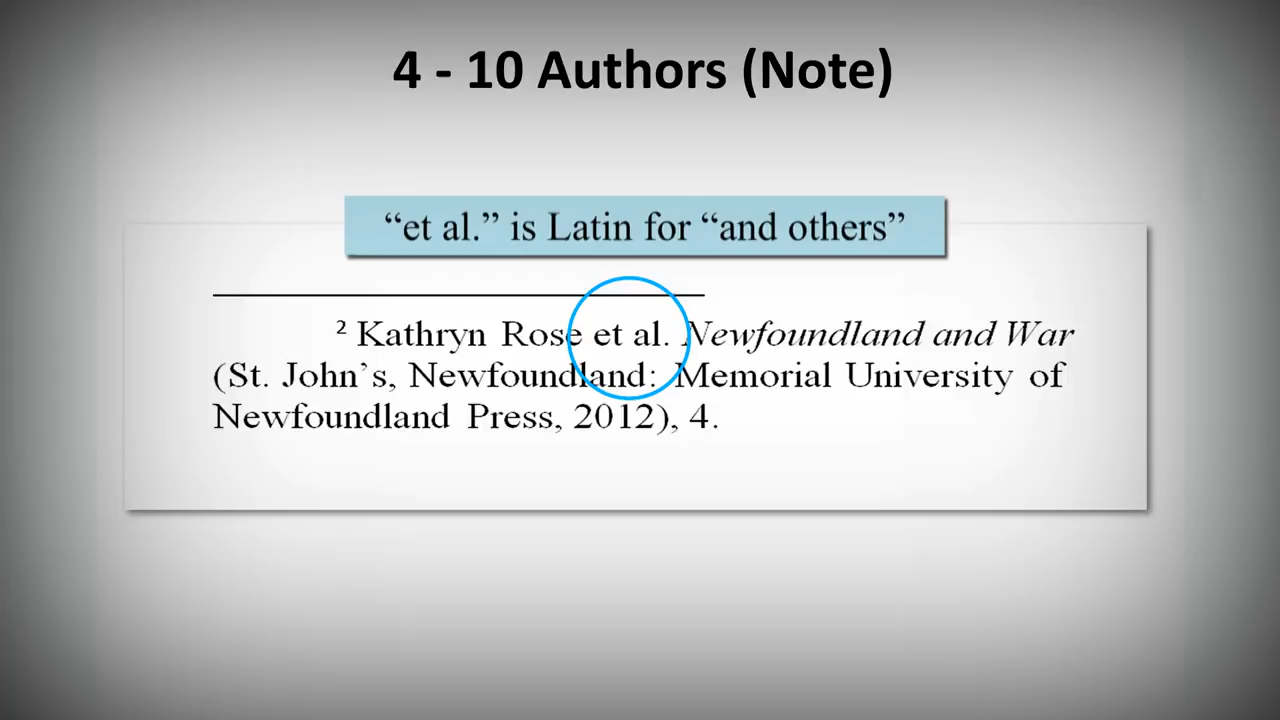 4 - 10 Authors (Note)
“et al.” is Latin for “and others”
² Kathryn Rose et al. Newfoundland and War
(St. John’s, Newfoundland: Memorial University of
Newfoundland Press, 2012), 4.